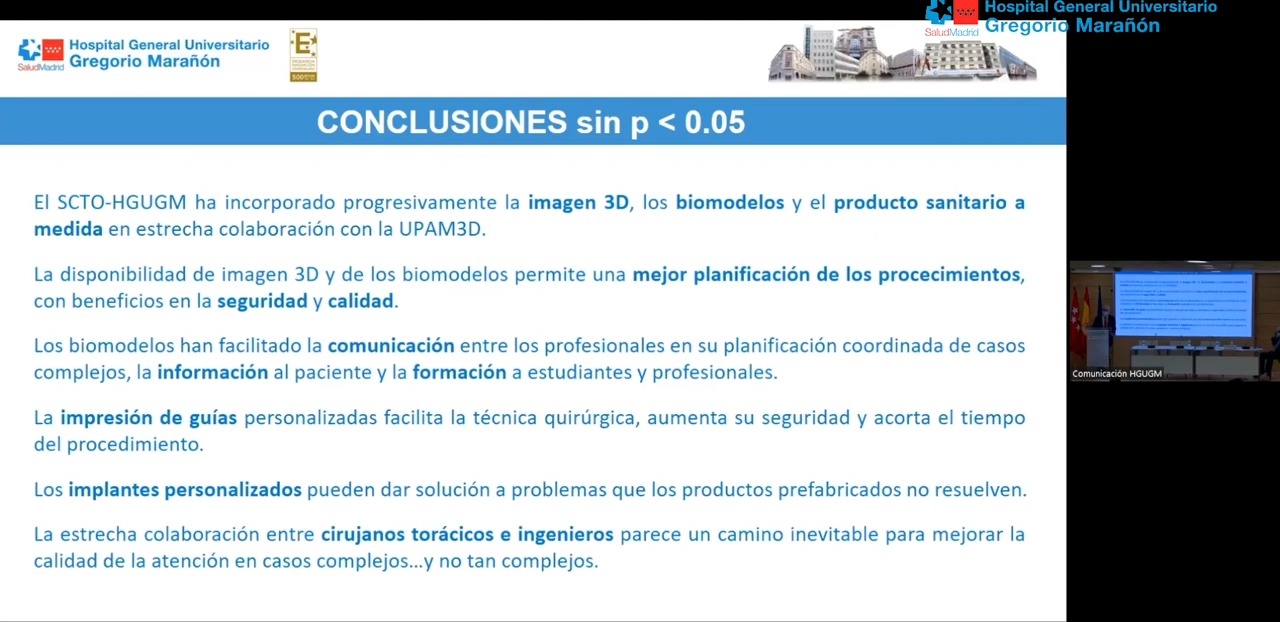 Hospital General Universitario
Gregorio Marañón
SaludMadrid
Hospital General Universitario
Gregorio Marañón
SaludMadrid
E
500
CONCLUSIONES sin p < 0.05
El SCTO-HGUGM ha incorporado progresivamente la imagen 3D, los biomodelos y el producto sanitario a
medida en estrecha colaboración con la UPAM3D.
La disponibilidad de imagen 3D y de los biomodelos permite una mejor planificación de los procecimientos,
con beneficios en la seguridad y calidad.
Los biomodelos han facilitado la comunicación entre los profesionales en su planificación coordinada de casos
complejos, la información al paciente y la formación a estudiantes y profesionales.
La impresión de guías personalizadas facilita la técnica quirúrgica, aumenta su seguridad y acorta el tiempo
del procedimiento.
Los implantes personalizados pueden dar solución a problemas que los productos prefabricados no resuelven.
La estrecha colaboración entre cirujanos torácicos e ingenieros parece un camino inevitable para mejorar la
calidad de la atención en casos complejos...y no tan complejos.
Comunicación HGUGM